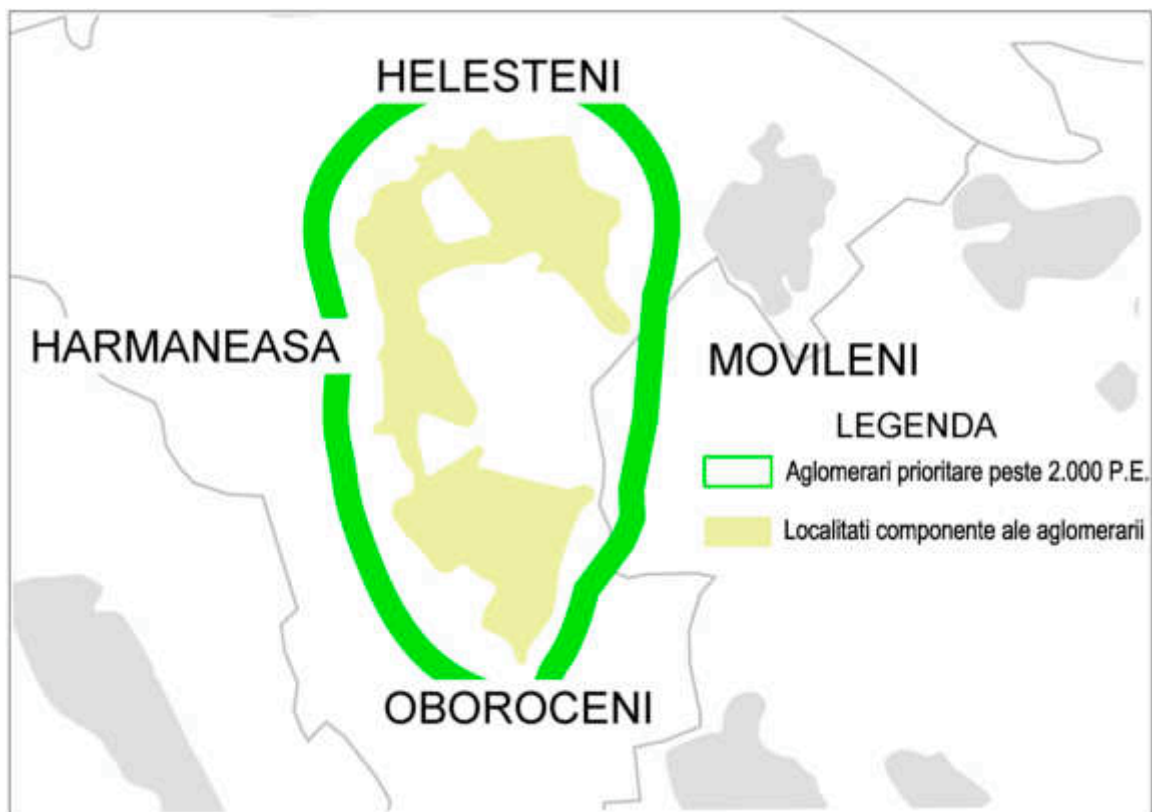 HELESTENI
HARMANEASA
MOVILENI
LEGENDA
Aglomerari prioritare peste 2.000 P.E.
Localitati componente ale aglomerarii
OBOROCENI